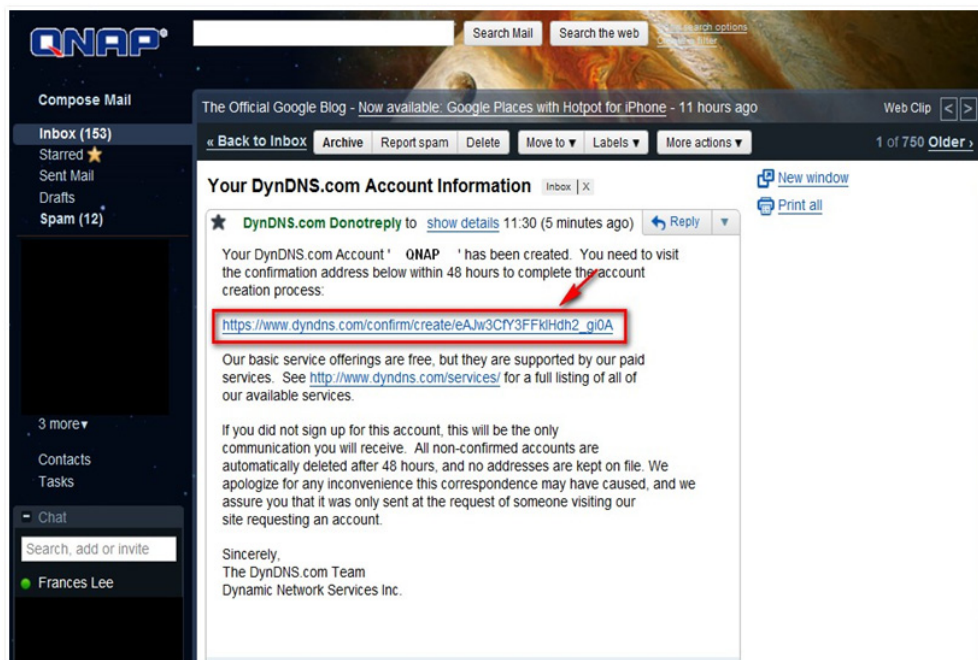 QNAP
Search Mail Search the web
search options
filter
Compose Mail
The Official Google Blog - Now available: Google Places with Hotpot for iPhone - 11 hours ago Web Clip < >
Inbox (153)
« Back to Inbox Archive Report spam Delete Move to ▼ Labels ▼ More actions ▼ 1 of 750 Older ›
Starred
Sent Mail
Drafts
Spam (12)
Your DynDNS.com Account Information Inbox | X
New window
Print all
DynDNS.com Donotreply to show details 11:30 (5 minutes ago) Reply ▼
Your DynDNS.com Account ' QNAP ' has been created. You need to visit
the confirmation address below within 48 hours to complete the account
creation process:
https://www.dyndns.com/confirm/create/eAJw3CfY3FFklHdh2_gi0A
Our basic service offerings are free, but they are supported by our paid
services. See http://www.dyndns.com/services/ for a full listing of all of
our available services.
If you did not sign up for this account, this will be the only
communication you will receive. All non-confirmed accounts are
automatically deleted after 48 hours, and no addresses are kept on file. We
apologize for any inconvenience this correspondence may have caused, and we
assure you that it was only sent at the request of someone visiting our
site requesting an account.
Sincerely,
The DynDNS.com Team
Dynamic Network Services Inc.
3 more▼
Contacts
Tasks
Chat
Search, add or invite
Frances Lee